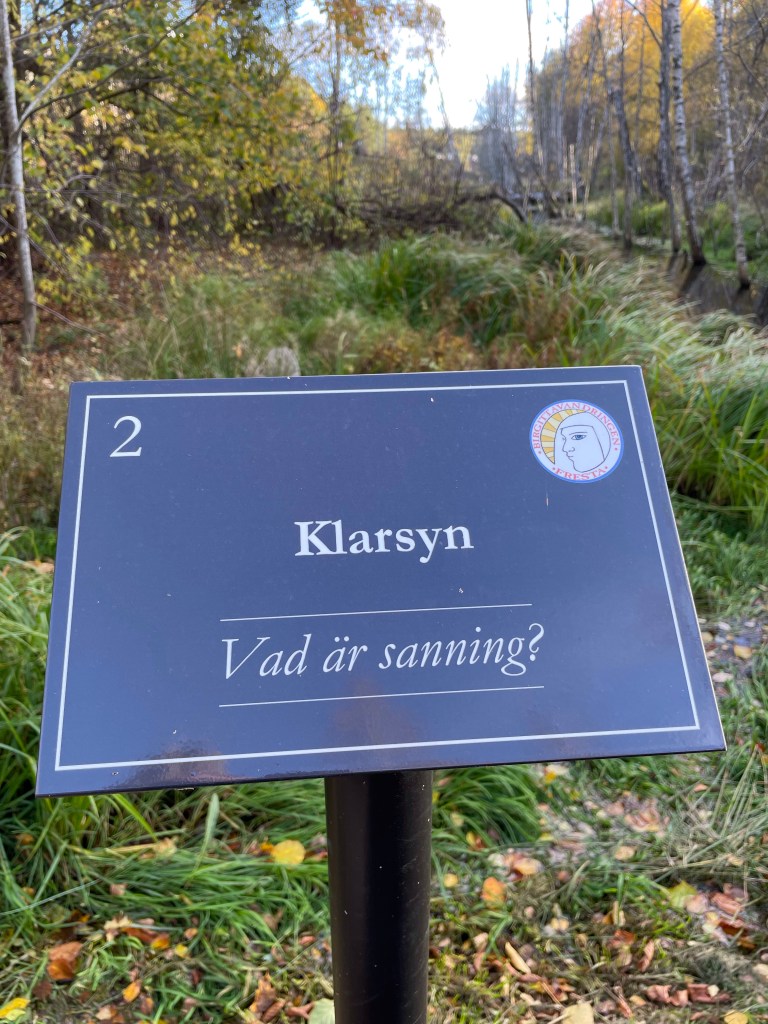 2
BIRGITTAVANDRINGEN
FRESTA
Klarsyn
Vad är sanning?